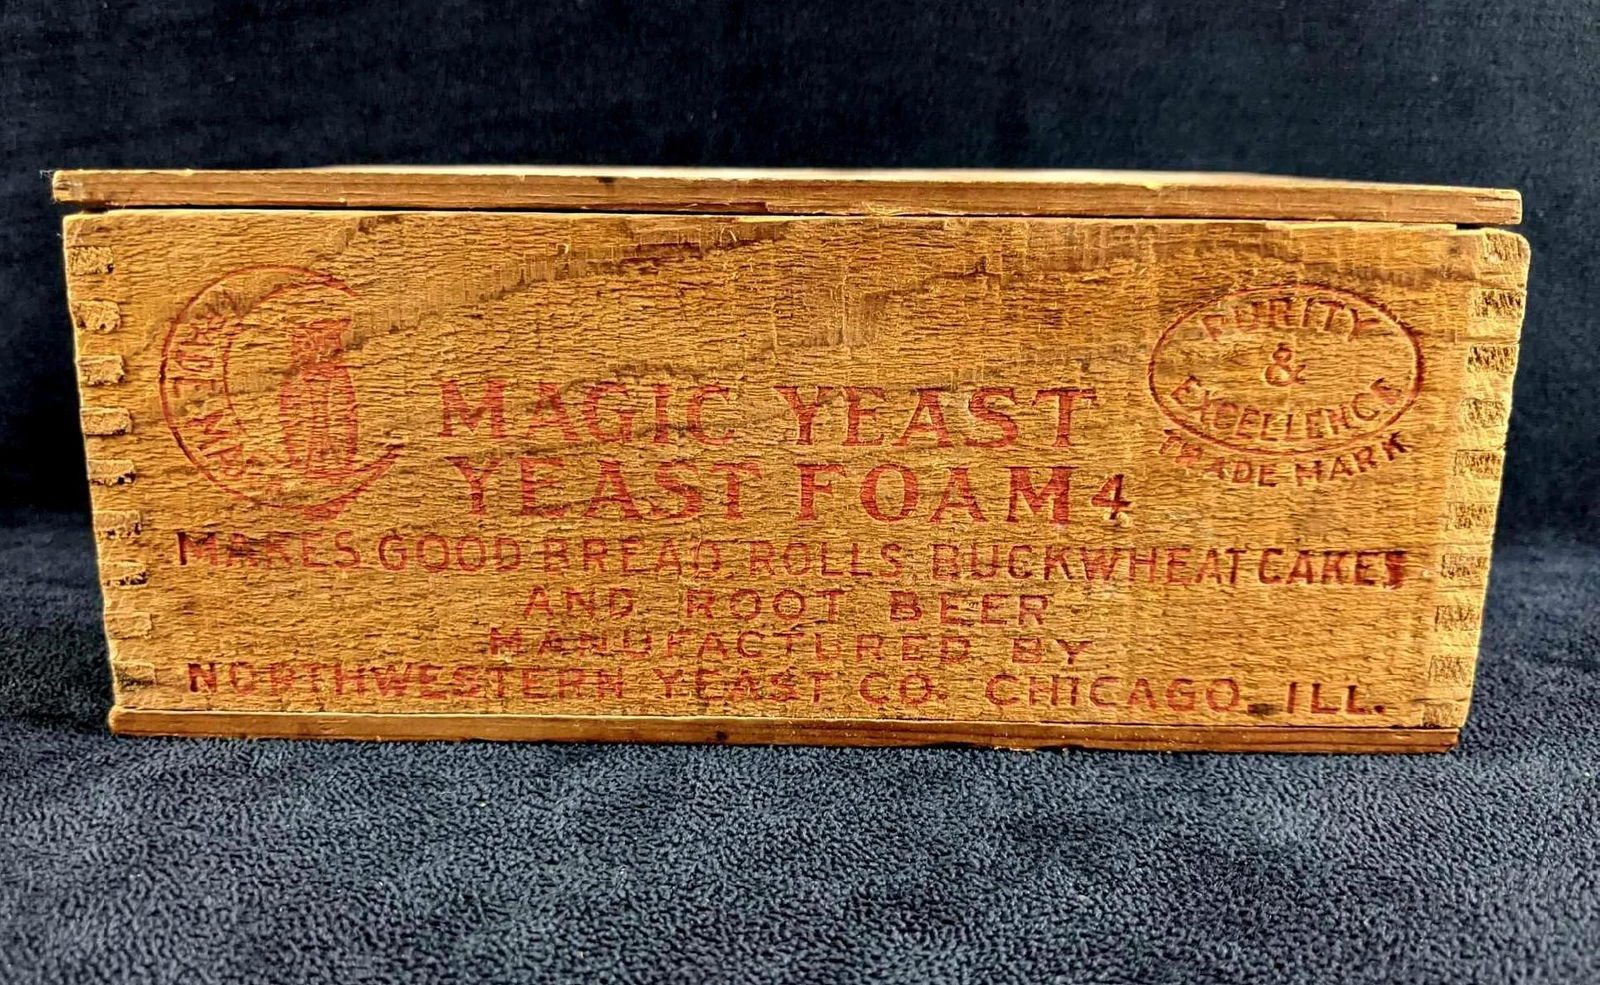 TRADE MARK
PURITY
&
EXCELLENCE
TRADE MARK
MAGIC YEAST
YEAST FOAM 4
MAKES GOOD BREAD, ROLLS, BUCKWHEAT CAKES
AND ROOT BEER
MANUFACTURED BY
NORTHWESTERN YEAST CO. CHICAGO, ILL.